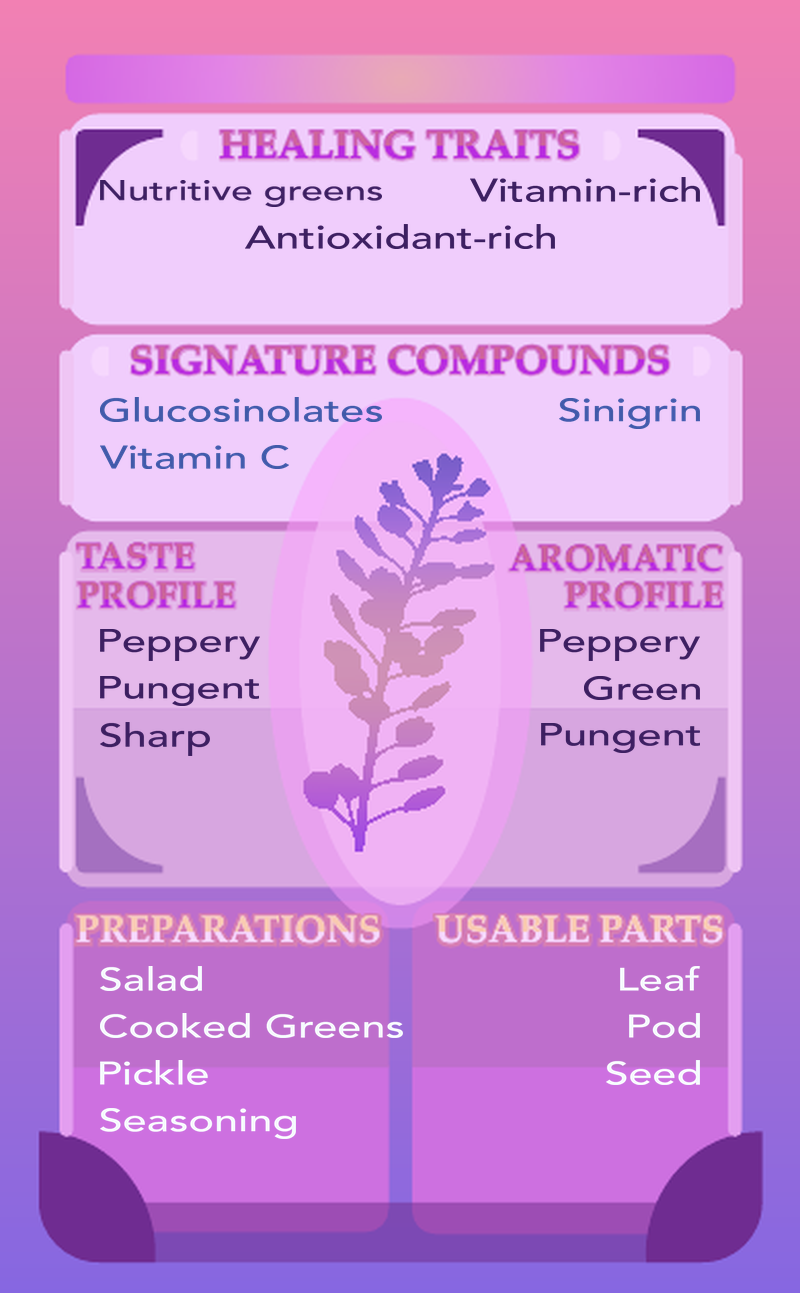 HEALING TRAITS
Nutritive greens Vitamin-rich
Antioxidant-rich
SIGNATURE COMPOUNDS
Glucosinolates Sinigrin
Vitamin C
TASTE
PROFILE
Peppery
Pungent
Sharp
AROMATIC
PROFILE
Peppery
Green
Pungent
PREPARATIONS
Salad
Cooked Greens
Pickle
Seasoning
USABLE PARTS
Leaf
Pod
Seed